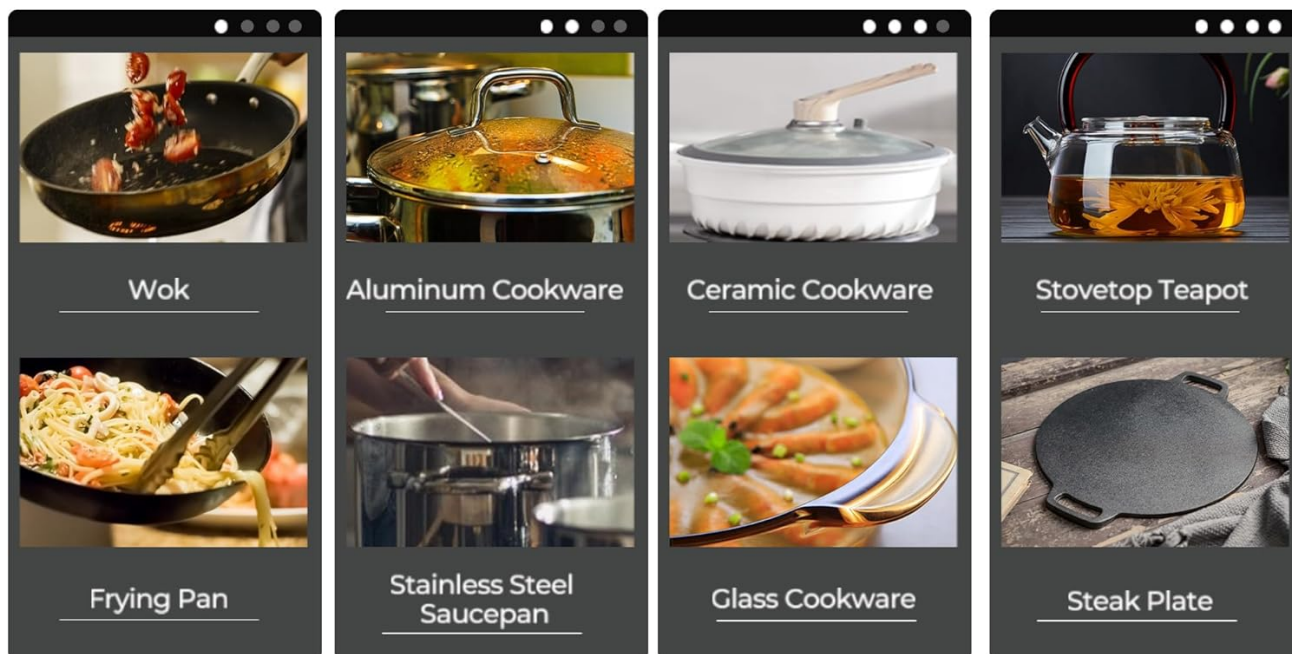 Wok
Aluminum Cookware
Ceramic Cookware
Stovetop Teapot
Frying Pan
Stainless Steel
Saucepan
Glass Cookware
Steak Plate